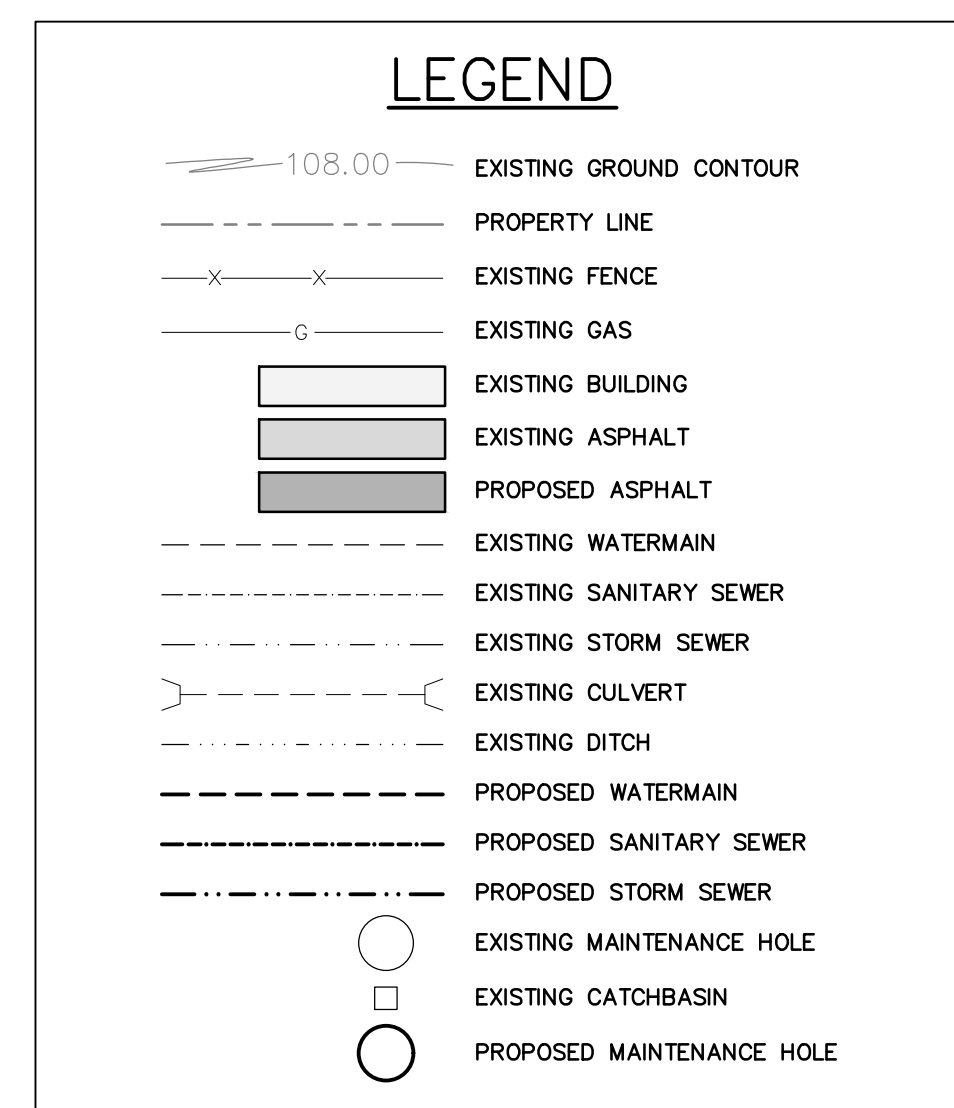 LEGEND
108.00 EXISTING GROUND CONTOUR
PROPERTY LINE
X X EXISTING FENCE
G EXISTING GAS
EXISTING BUILDING
EXISTING ASPHALT
PROPOSED ASPHALT
EXISTING WATERMAIN
EXISTING SANITARY SEWER
EXISTING STORM SEWER
EXISTING CULVERT
EXISTING DITCH
PROPOSED WATERMAIN
PROPOSED SANITARY SEWER
PROPOSED STORM SEWER
EXISTING MAINTENANCE HOLE
EXISTING CATCHBASIN
PROPOSED MAINTENANCE HOLE